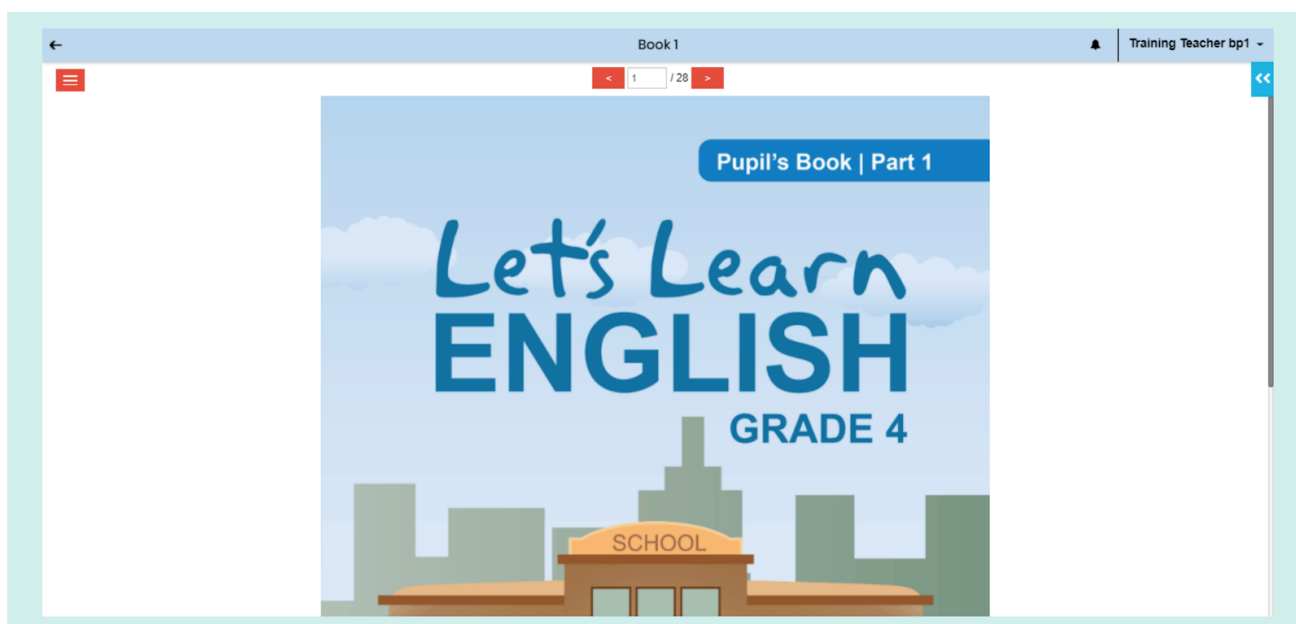 Book 1
Training Teacher bp1
< 1 / 28 >
Pupil's Book | Part 1
Let's Learn
ENGLISH
GRADE 4
SCHOOL